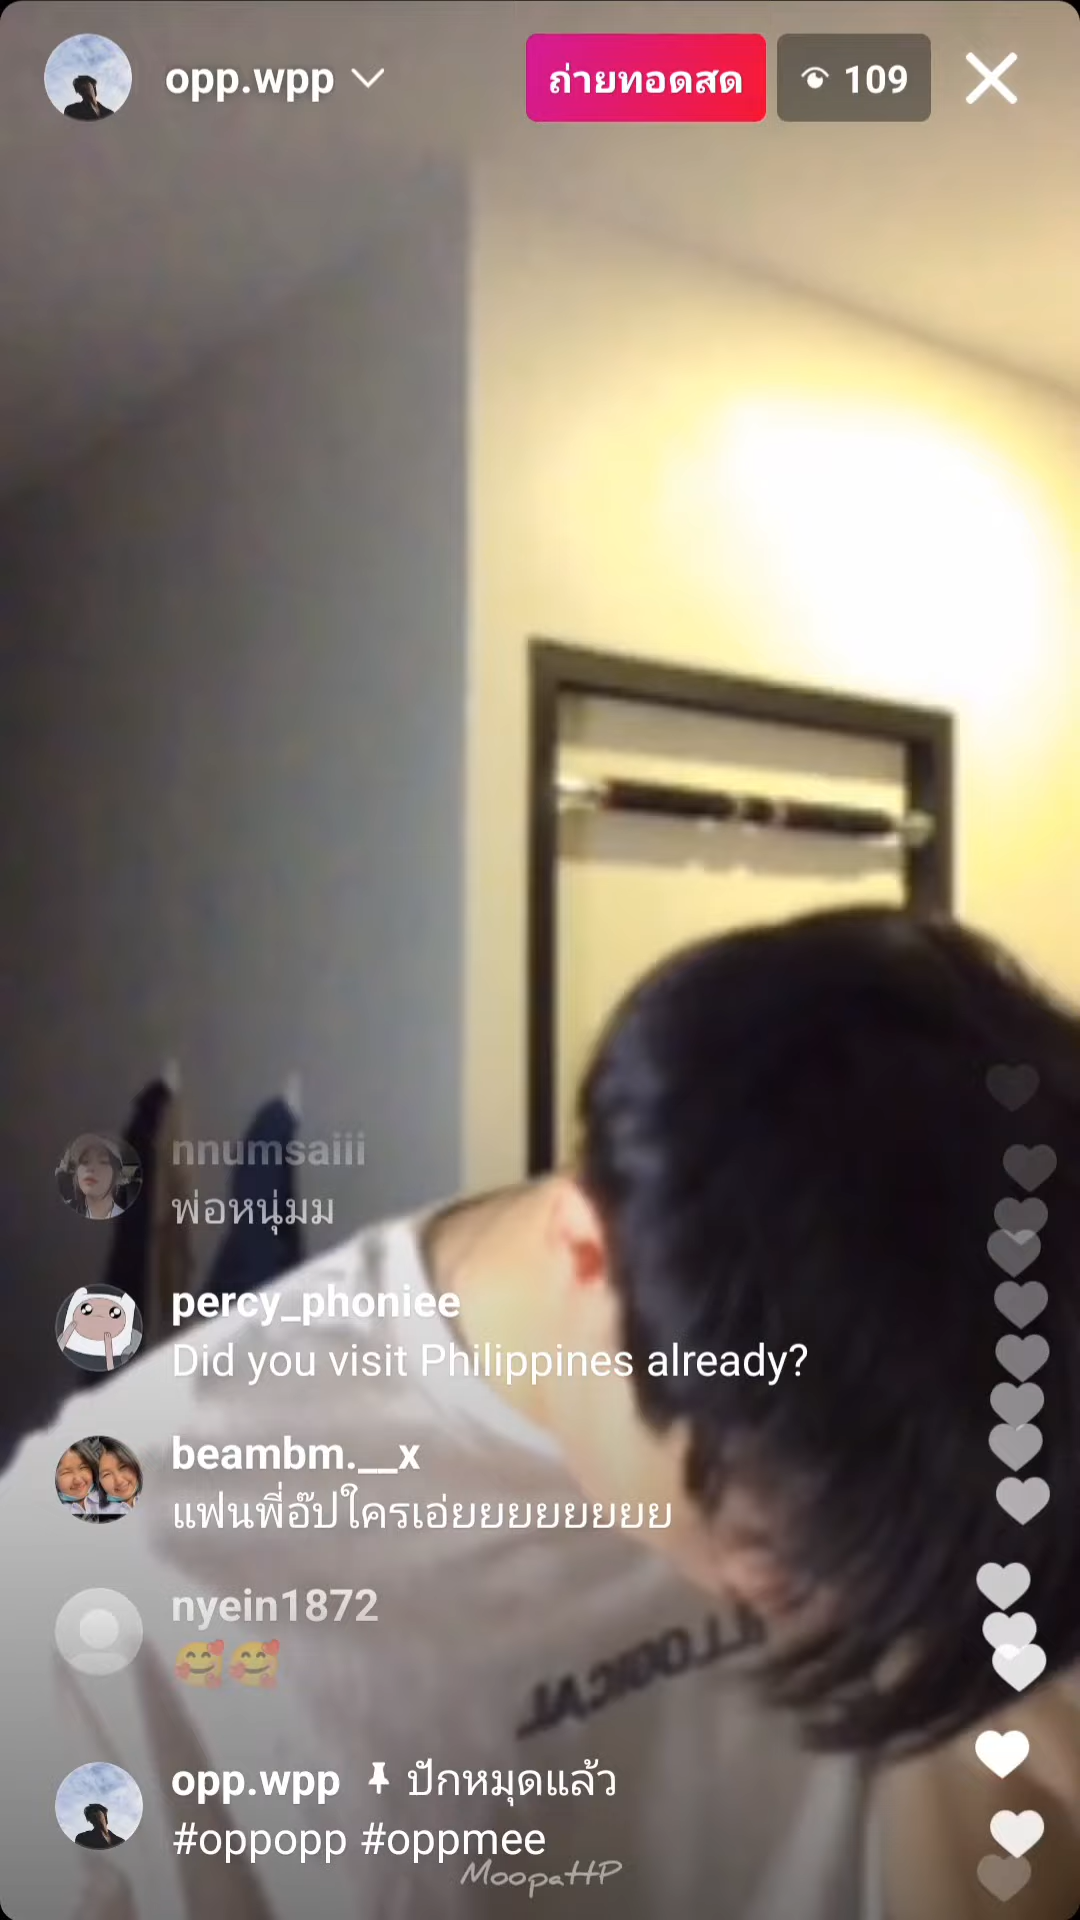 opp.wpp
ถ่ายทอดสด
109
nnumsaiii
พ่อหนุ่มม
percy_phoniee
Did you visit Philippines already?
beambm.__x
แฟนพี่อ๊ปใครเอ่ยยยยยยยย
nyein1872
🥰🥰
opp.wpp ปักหมุดแล้ว
#oppopp #oppmee
MoopaHP